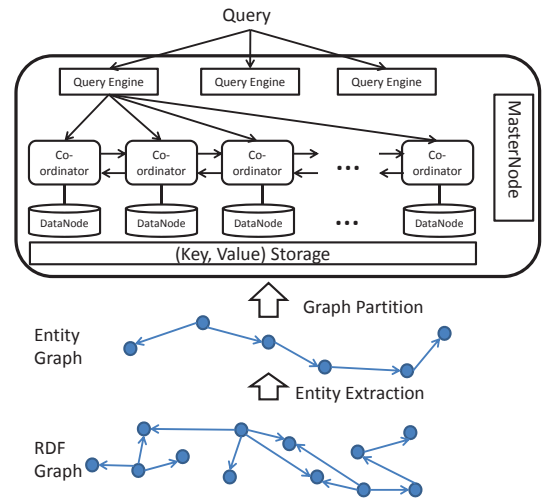 Query
Query Engine
Query Engine
Query Engine
MasterNode
Co-
ordinator
Co-
ordinator
Co-
ordinator
...
Co-
ordinator
DataNode
DataNode
DataNode
...
DataNode
(Key, Value) Storage
Graph Partition
Entity
Graph
Entity Extraction
RDF
Graph